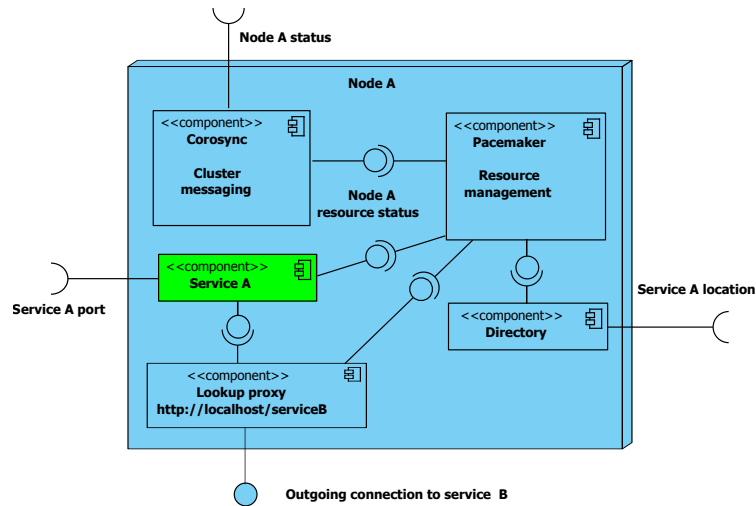 Node A status
Node A
<<component>>
Corosync
Cluster
messaging
<<component>>
Pacemaker
Resource
management
Node A
resource status
<<component>>
Service A
Service A port
Service A location
<<component>>
Directory
<<component>>
Lookup proxy
http://localhost/serviceB
Outgoing connection to service  B